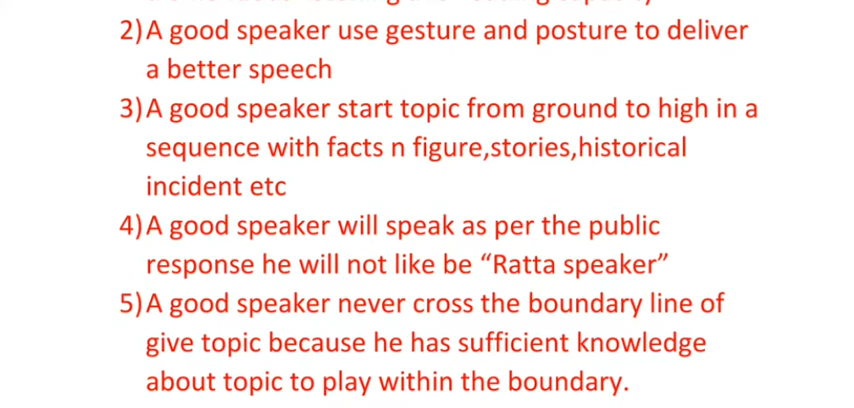 2) A good speaker use gesture and posture to deliver
a better speech
3) A good speaker start topic from ground to high in a
sequence with facts n figure,stories,historical
incident etc
4) A good speaker will speak as per the public
response he will not like be “Ratta speaker”
5) A good speaker never cross the boundary line of
give topic because he has sufficient knowledge
about topic to play within the boundary.